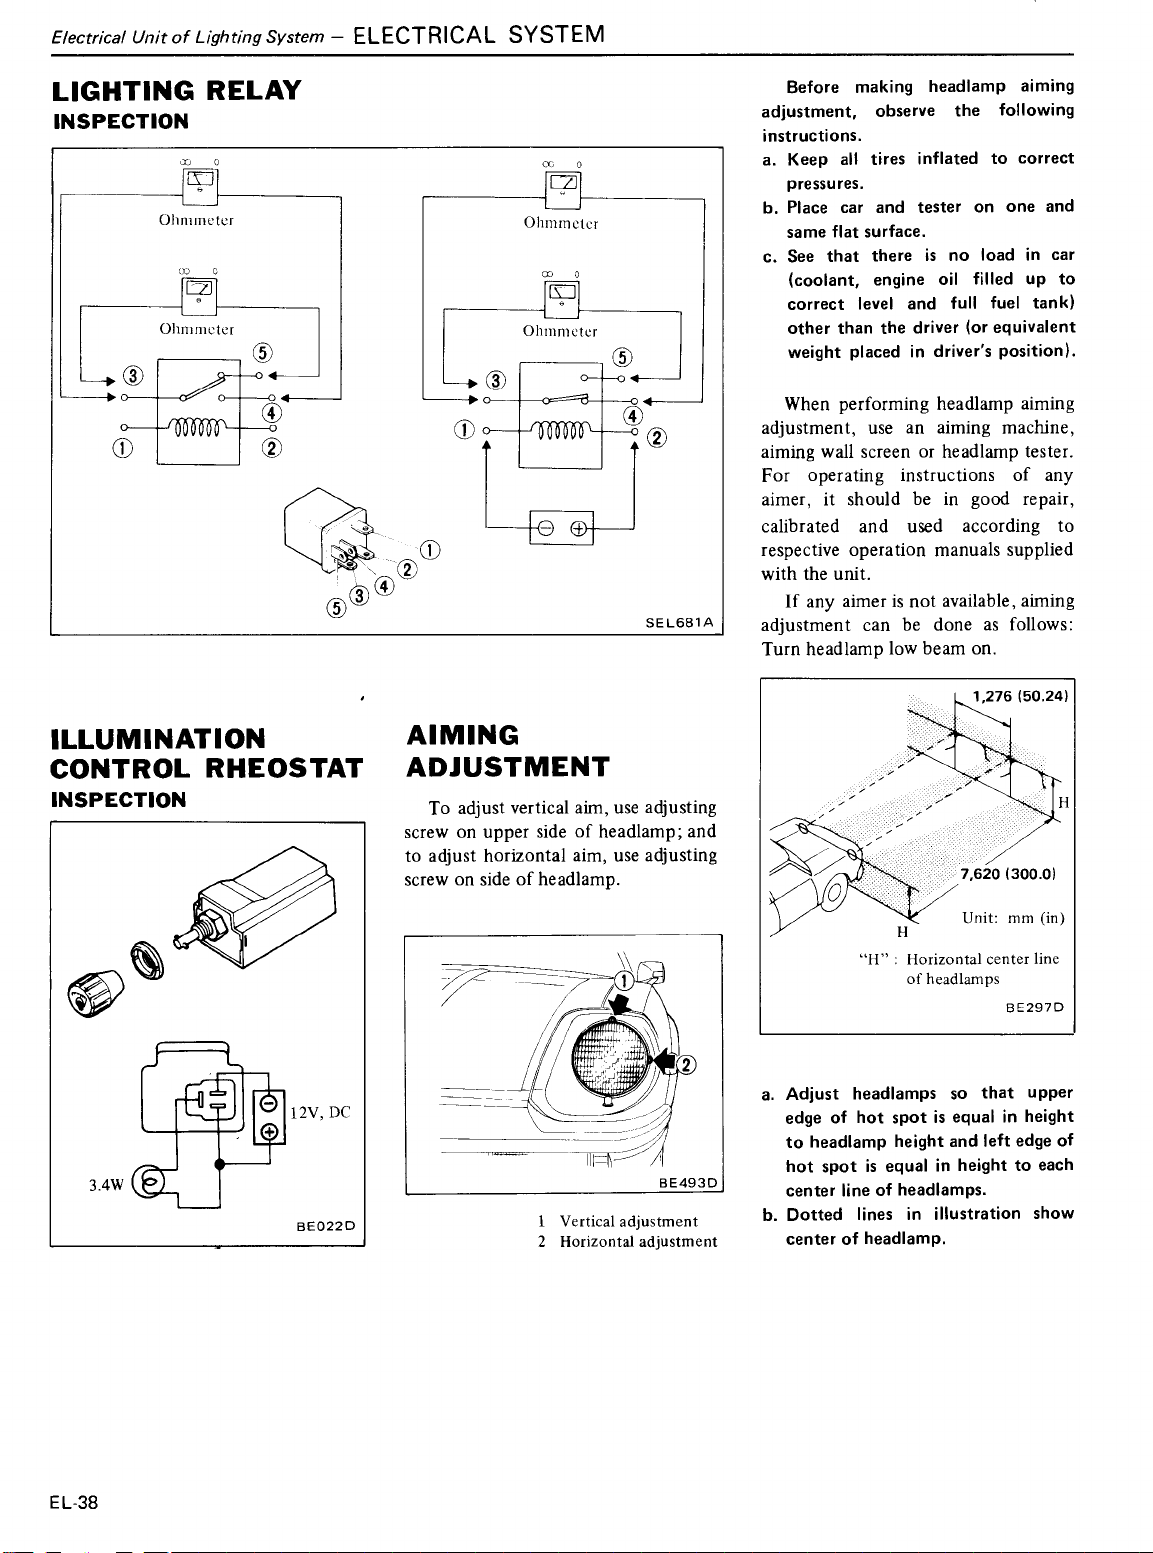 Electrical Unit of Lighting System — ELECTRICAL SYSTEM
LIGHTING RELAY
INSPECTION
∞ 0
Ohmmeter
∞ 0
Ohmmeter
⑤
③
④
①
②
∞ 0
Ohmmeter
∞ 0
Ohmmeter
⑤
③
④
①
②
⊖ ⊕
①
②
④
③
⑤
SEL681A
ILLUMINATION
CONTROL RHEOSTAT
INSPECTION
⊖
12V, DC
⊕
3.4W
BE022D
AIMING
ADJUSTMENT
To adjust vertical aim, use adjusting
screw on upper side of headlamp; and
to adjust horizontal aim, use adjusting
screw on side of headlamp.
①
②
BE493D
1 Vertical adjustment
2 Horizontal adjustment
Before making headlamp aiming
adjustment, observe the following
instructions.
a. Keep all tires inflated to correct
pressures.
b. Place car and tester on one and
same flat surface.
c. See that there is no load in car
(coolant, engine oil filled up to
correct level and full fuel tank)
other than the driver (or equivalent
weight placed in driver's position).
When performing headlamp aiming
adjustment, use an aiming machine,
aiming wall screen or headlamp tester.
For operating instructions of any
aimer, it should be in good repair,
calibrated and used according to
respective operation manuals supplied
with the unit.
If any aimer is not available, aiming
adjustment can be done as follows:
Turn headlamp low beam on.
1,276 (50.24)
H
7,620 (300.0)
Unit: mm (in)
H
"H" : Horizontal center line
of headlamps
BE297D
a. Adjust headlamps so that upper
edge of hot spot is equal in height
to headlamp height and left edge of
hot spot is equal in height to each
center line of headlamps.
b. Dotted lines in illustration show
center of headlamp.
EL-38